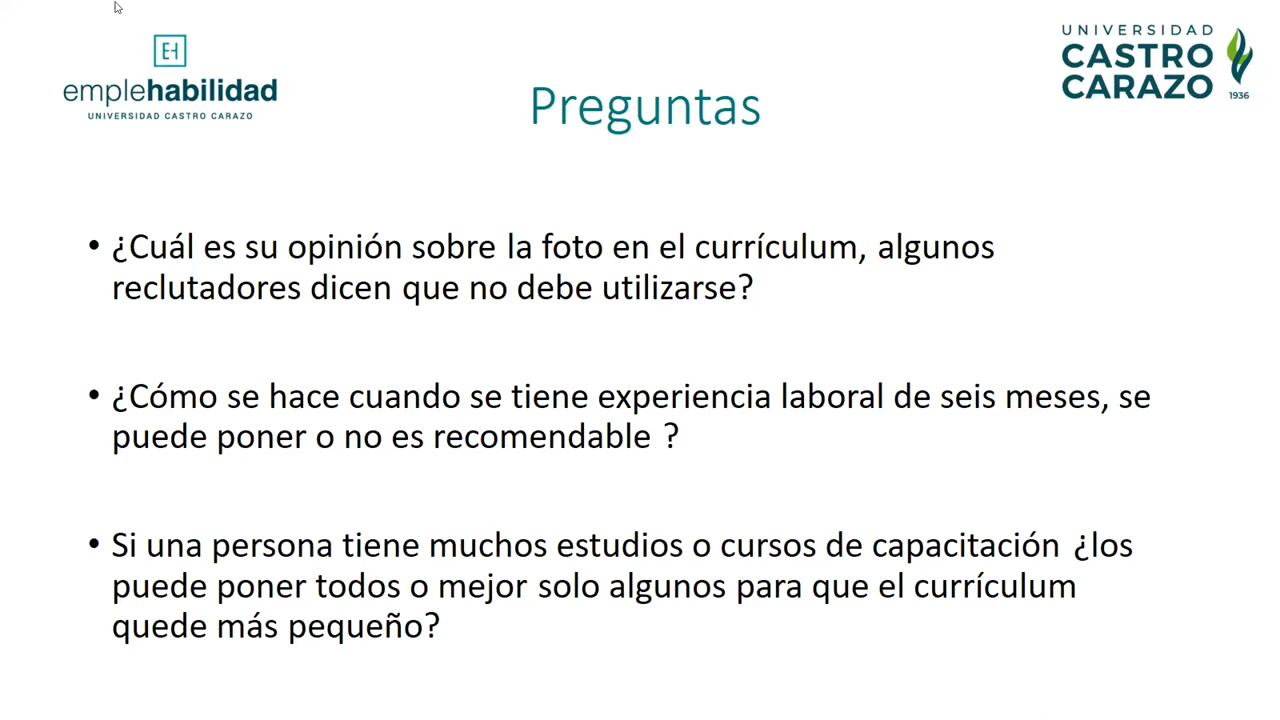 EH
emplehabilidad
UNIVERSIDAD CASTRO CARAZO
UNIVERSIDAD
CASTRO
CARAZO
1936
Preguntas
• ¿Cuál es su opinión sobre la foto en el currículum, algunos
reclutadores dicen que no debe utilizarse?
• ¿Cómo se hace cuando se tiene experiencia laboral de seis meses, se
puede poner o no es recomendable ?
• Si una persona tiene muchos estudios o cursos de capacitación ¿los
puede poner todos o mejor solo algunos para que el currículum
quede más pequeño?